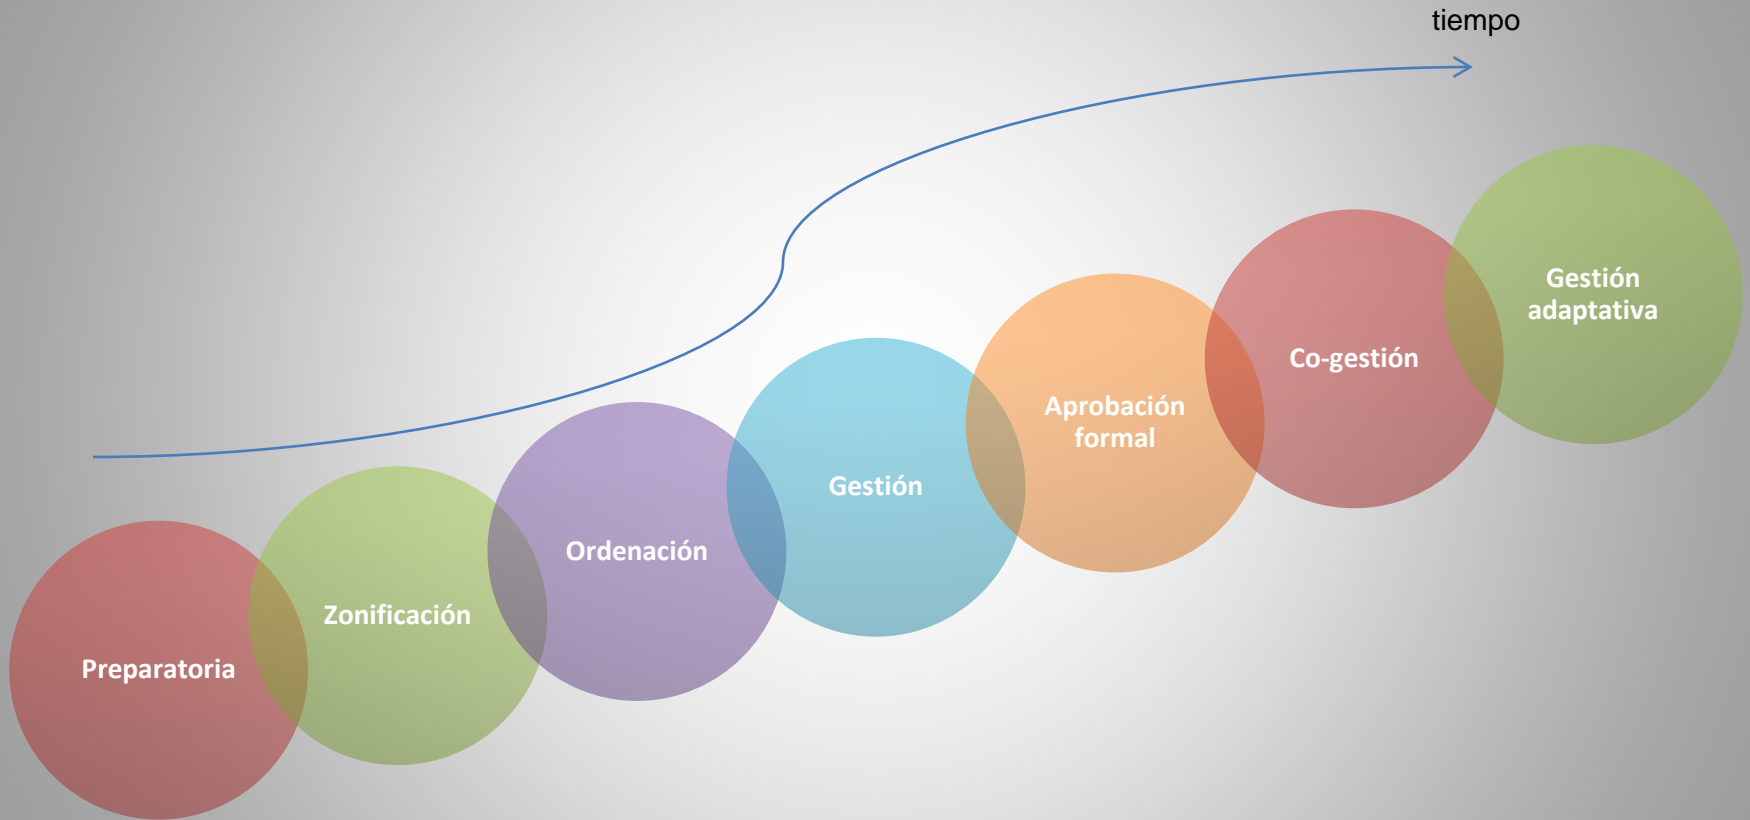 tiempo
Preparatoria
Zonificación
Ordenación
Gestión
Aprobación
formal
Co-gestión
Gestión
adaptativa